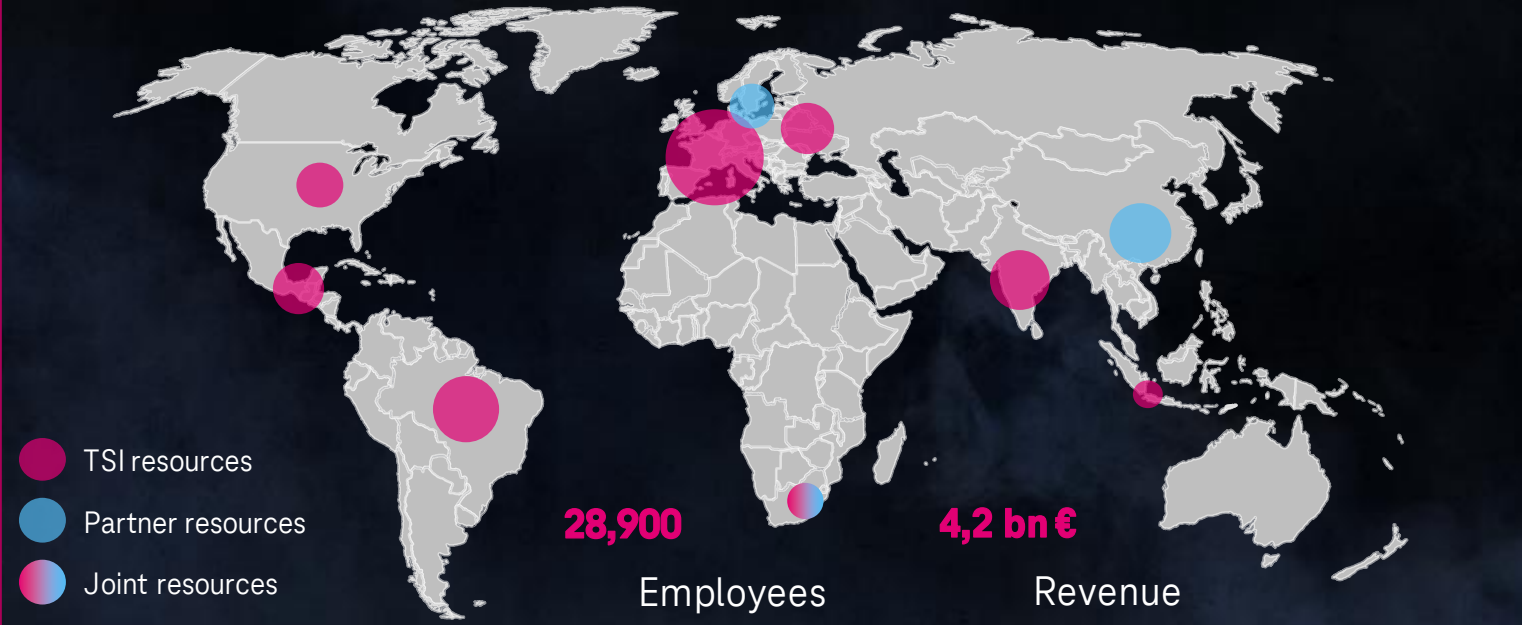 TSI resources
Partner resources
Joint resources
28,900
Employees
4,2 bn €
Revenue